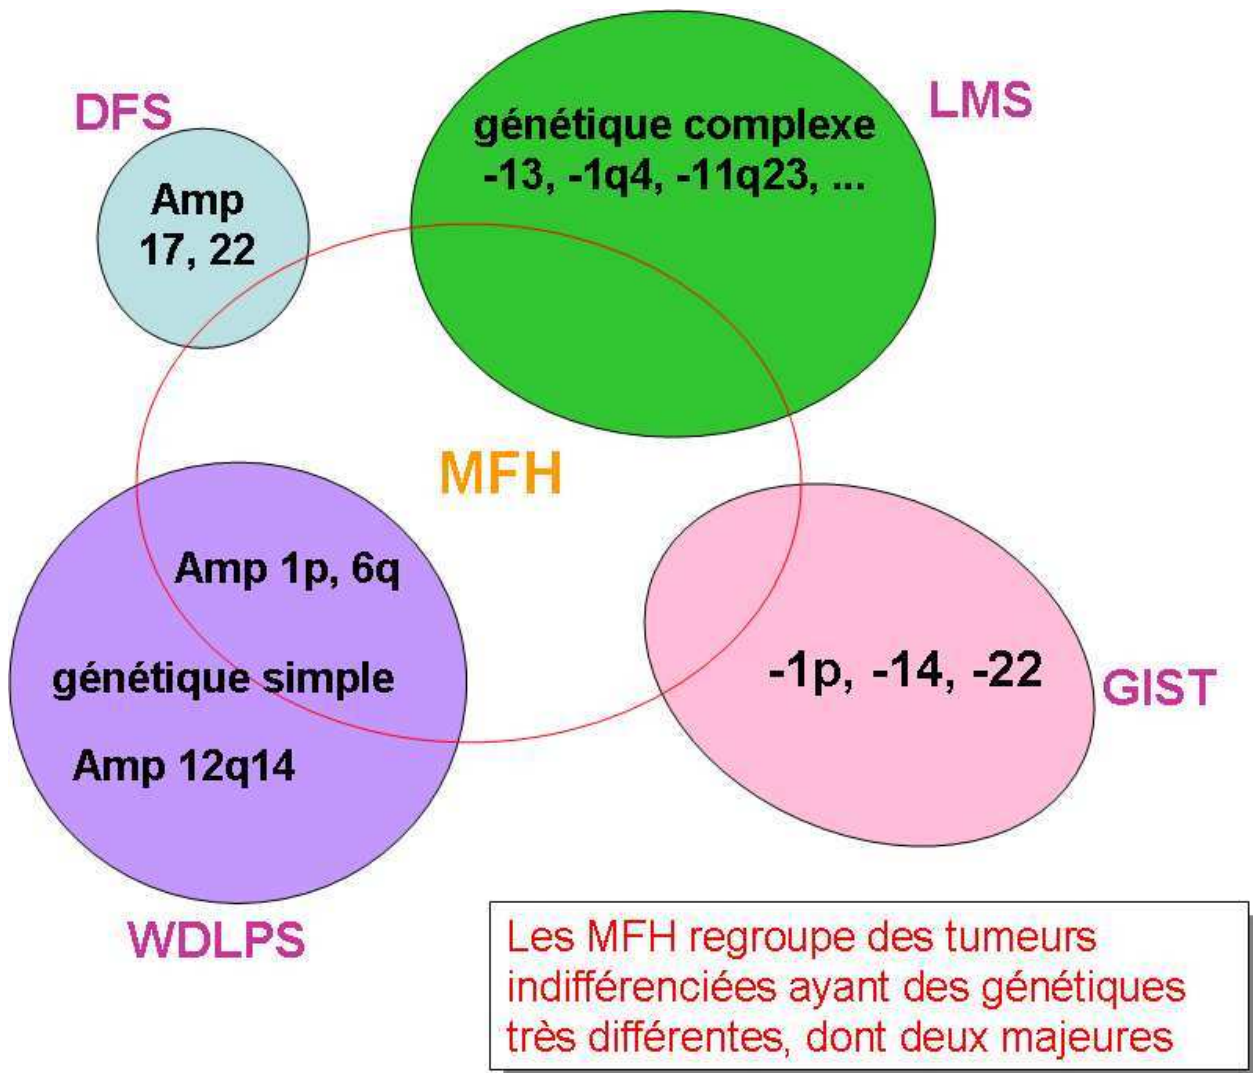 DFS
Amp
17, 22
LMS
génétique complexe
-13, -1q4, -11q23, ...
MFH
Amp 1p, 6q
génétique simple
Amp 12q14
WDLPS
-1p, -14, -22
GIST
Les MFH regroupe des tumeurs
indifférenciées ayant des génétiques
très différentes, dont deux majeures